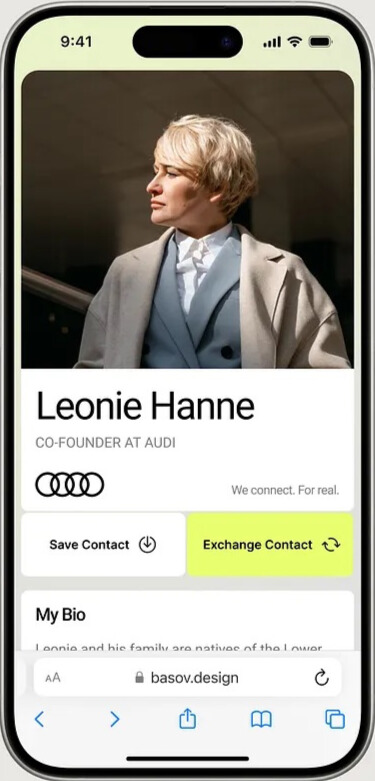 9:41
Leonie Hanne
CO-FOUNDER AT AUDI
We connect. For real.
Save Contact
Exchange Contact
My Bio
Leonie and his family are natives of the Lower
AA
basov.design